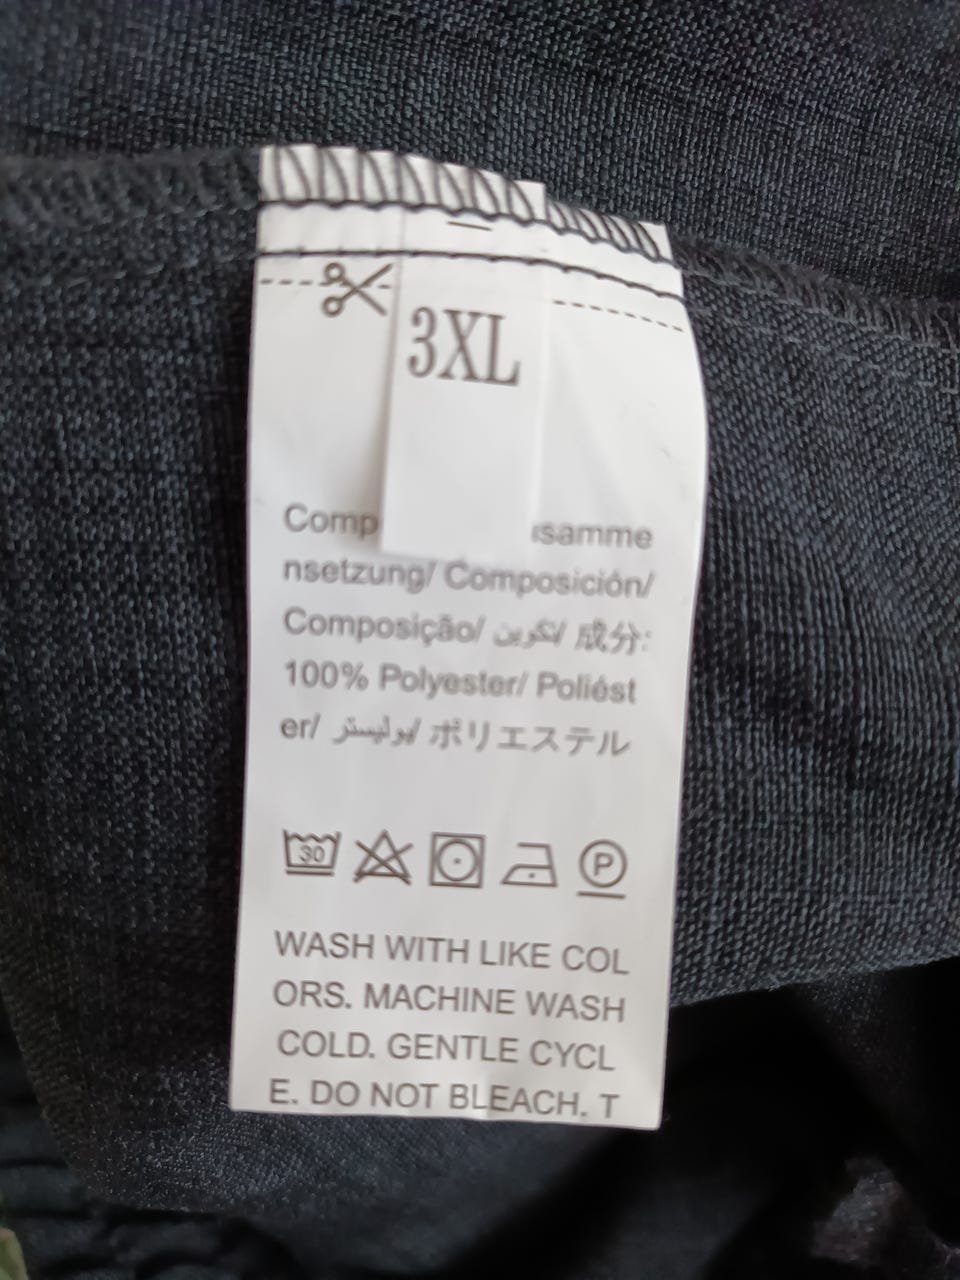 3XL
Comp samme
nsetzung/ Composición/
Composição/ تكوين/ 成分:
100% Polyester/ Poliést
er/ بوليستر/ ポリエステル
30
P
WASH WITH LIKE COL
ORS. MACHINE WASH
COLD. GENTLE CYCL
E. DO NOT BLEACH. T